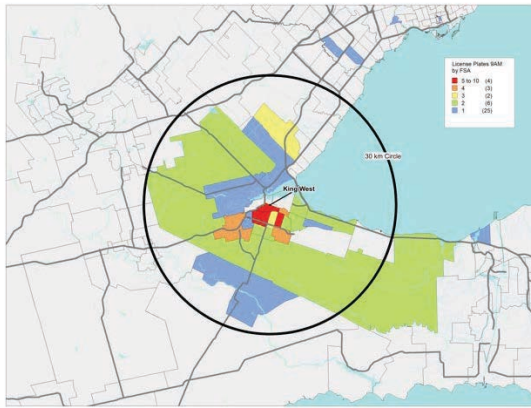 License Plates 9AM
by FSA
5 to 10 (4)
4 (3)
3 (2)
2 (6)
1 (25)
30 km Circle
King West